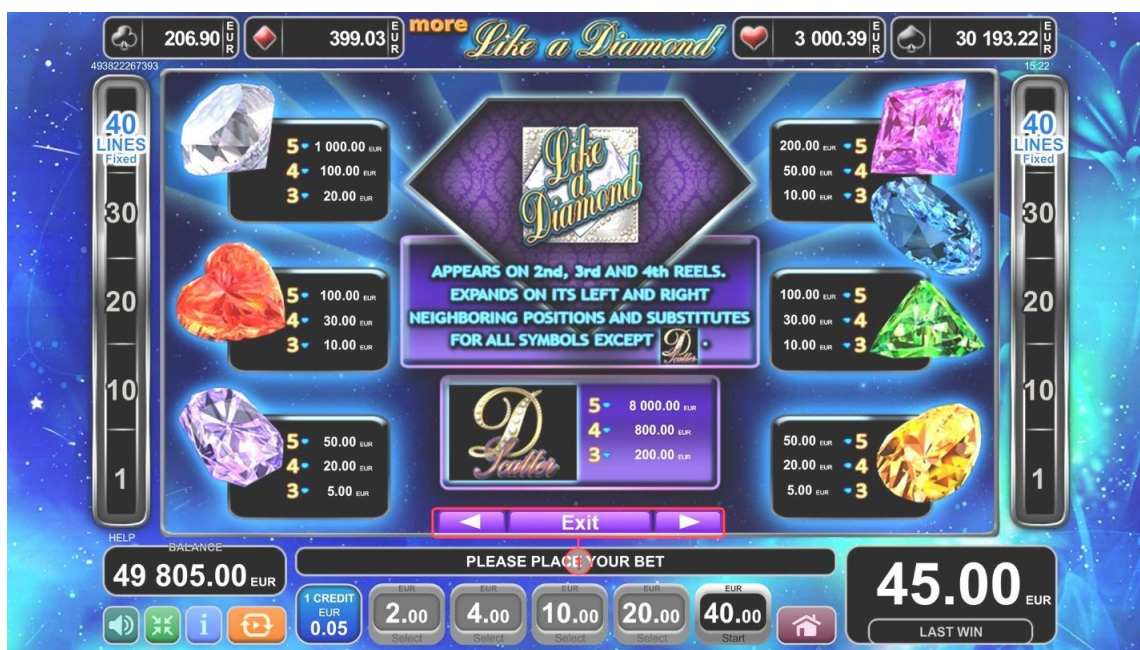 206.90 EUR
399.03 EUR
more Like a Diamond
3 000.39 EUR
30 193.22 EUR
493822267393
15:22
40
LINES
Fixed
30
20
10
1
5 1 000.00 EUR
4 100.00 EUR
3 20.00 EUR
5 100.00 EUR
4 30.00 EUR
3 10.00 EUR
5 50.00 EUR
4 20.00 EUR
3 5.00 EUR
Like
a
Diamond
APPEARS ON 2nd, 3rd AND 4th REELS.
EXPANDS ON ITS LEFT AND RIGHT
NEIGHBORING POSITIONS AND SUBSTITUTES
FOR ALL SYMBOLS EXCEPT D Scatter .
D
Scatter
5 8 000.00 EUR
4 800.00 EUR
3 200.00 EUR
200.00 EUR 5
50.00 EUR 4
10.00 EUR 3
100.00 EUR 5
30.00 EUR 4
10.00 EUR 3
50.00 EUR 5
20.00 EUR 4
5.00 EUR 3
40
LINES
Fixed
30
20
10
1
Exit
HELP
BALANCE
49 805.00 EUR
PLEASE PLACE YOUR BET
1 CREDIT
EUR
0.05
EUR
2.00
Select
EUR
4.00
Select
EUR
10.00
Select
EUR
20.00
Select
EUR
40.00
Start
45.00 EUR
LAST WIN